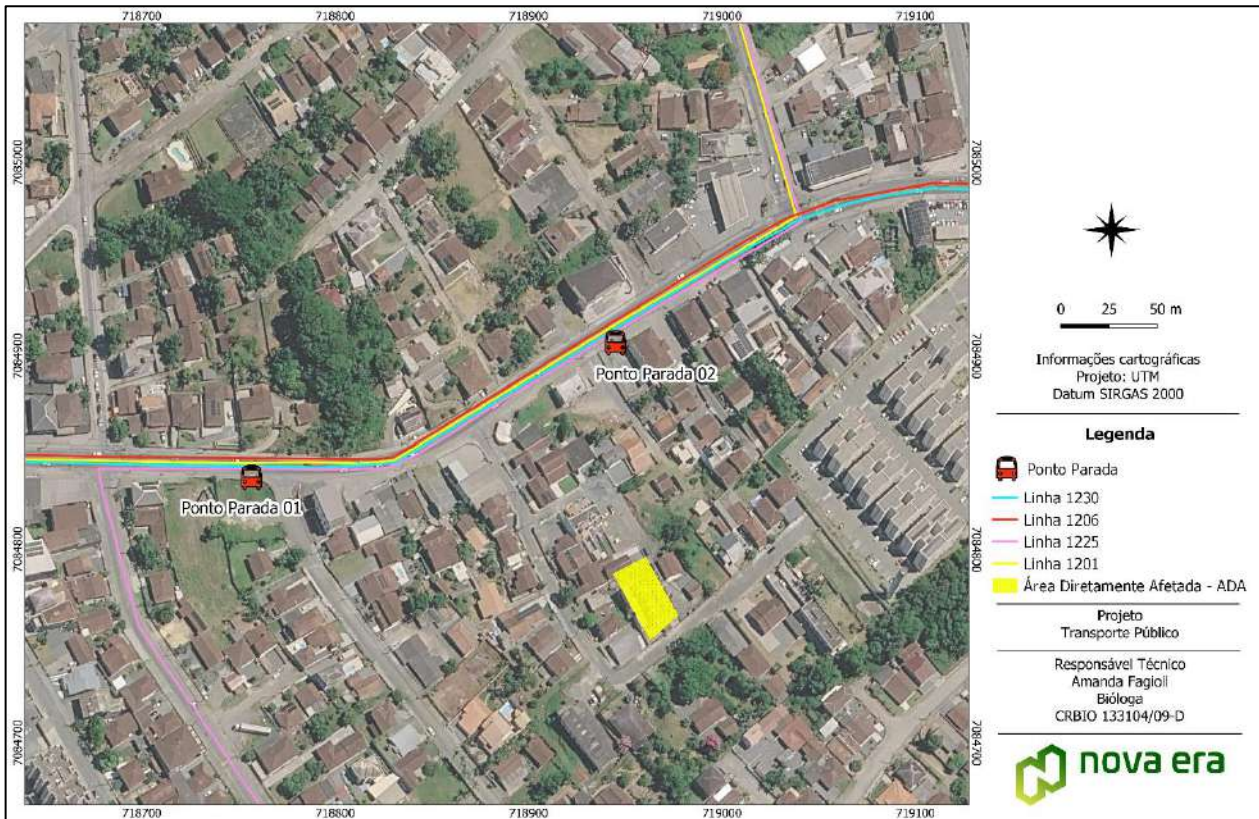 718700 718800 718900 719000 719100
7085000
7085000
7084900
7084900
7084800
7084800
7084700
7084700
Ponto Parada 02
Ponto Parada 01
718700 718800 718900 719000 719100
0 25 50 m
Informações cartográficas
Projeto: UTM
Datum SIRGAS 2000
Legenda
Ponto Parada
Linha 1230
Linha 1206
Linha 1225
Linha 1201
Área Diretamente Afetada - ADA
Projeto
Transporte Público
Responsável Técnico
Amanda Fagioli
Bióloga
CRBIO 133104/09-D
nova era